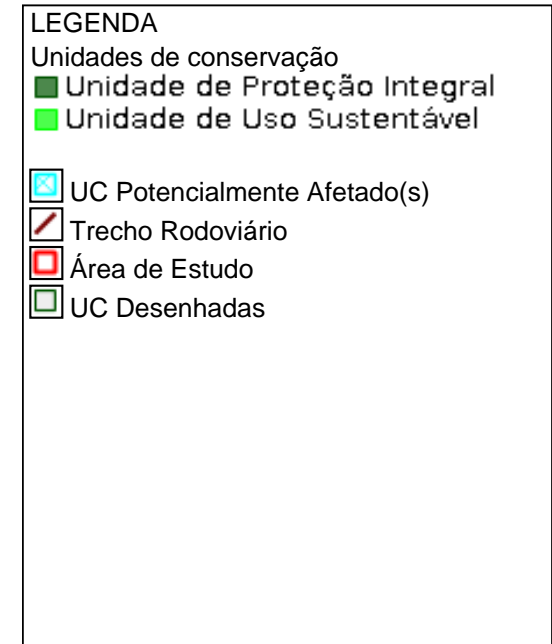 LEGENDA
Unidades de conservação
Unidade de Proteção Integral
Unidade de Uso Sustentável
UC Potencialmente Afetado(s)
Trecho Rodoviário
Área de Estudo
UC Desenhadas